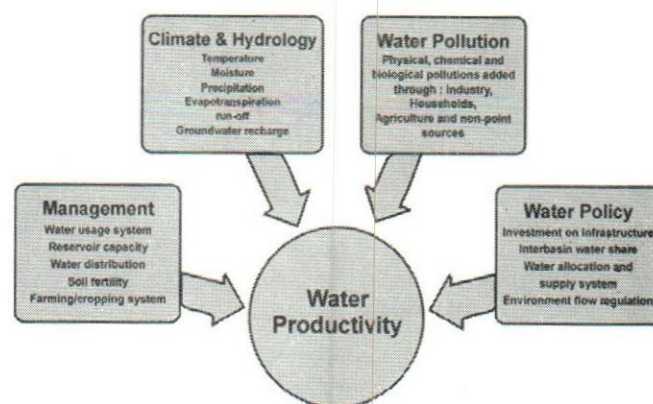 Climate & Hydrology
Temperature
Moisture
Precipitation
Evapotranspiration
run-off
Groundwater recharge
Water Pollution
Physical, chemical and
biological pollutions added
through : Industry,
Households,
Agriculture and non-point
sources
Management
Water usage system
Reservoir capacity
Water distribution
Soil fertility
Farming/cropping system
Water Policy
Investment on Infrastructure
Interbasin water share
Water allocation and
supply system
Environment flow regulation
Water
Productivity